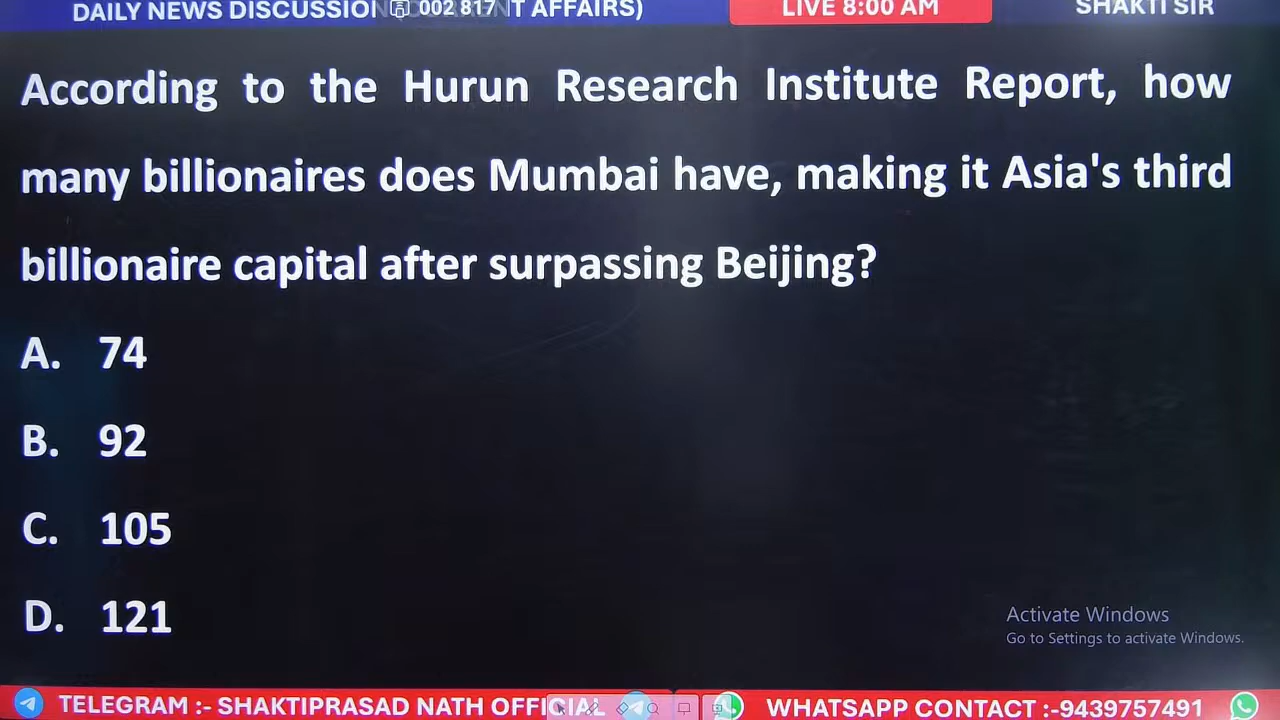 DAILY NEWS DISCUSSION T AFFAIRS) 002 817 LIVE 8:00 AM SHAKTI SIR
According to the Hurun Research Institute Report, how
many billionaires does Mumbai have, making it Asia's third
billionaire capital after surpassing Beijing?
A. 74
B. 92
C. 105
D. 121
Activate Windows
Go to Settings to activate Windows.
TELEGRAM :- SHAKTIPRASAD NATH OFFICIAL WHATSAPP CONTACT :-9439757491